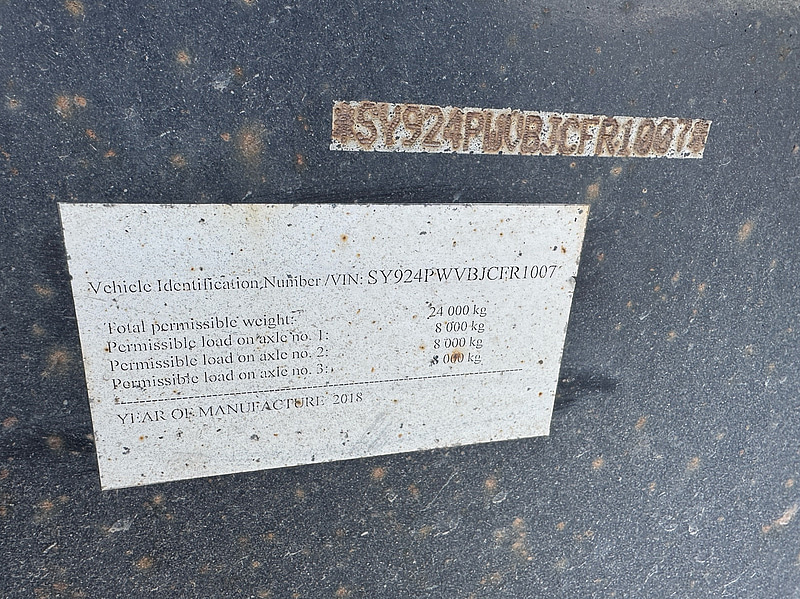 *SY924PWVBJCFR1007*
Vehicle Identification Number /VIN: SY924PWVBJCFR1007
Total permissible weight: 24 000 kg
Permissible load on axle no. 1: 8 000 kg
Permissible load on axle no. 2: 8 000 kg
Permissible load on axle no. 3: 8 000 kg
YEAR OF MANUFACTURE 2018